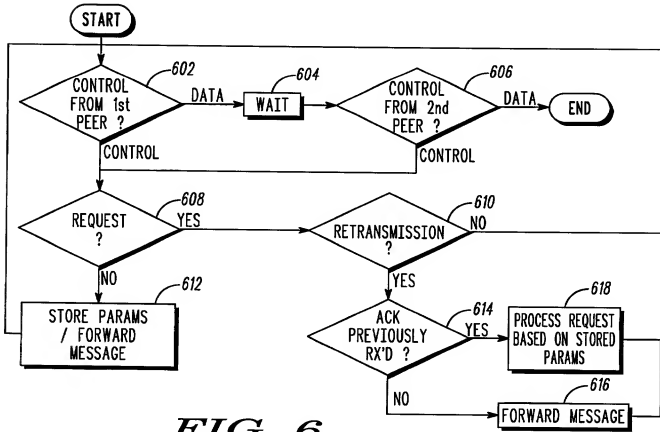 START
602
CONTROL
FROM 1st
PEER ?
DATA
604
WAIT
606
CONTROL
FROM 2nd
PEER ?
DATA
END
CONTROL
CONTROL
608
REQUEST
?
YES
610
RETRANSMISSION
?
NO
NO
612
STORE PARAMS
/ FORWARD
MESSAGE
YES
614
ACK
PREVIOUSLY
RX'D ?
YES
618
PROCESS REQUEST
BASED ON STORED
PARAMS
NO
616
FORWARD MESSAGE
FIG. 6